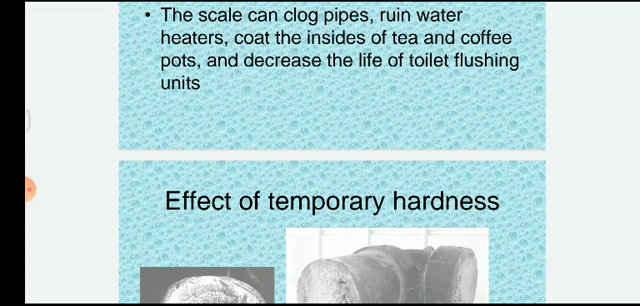 • The scale can clog pipes, ruin water
heaters, coat the insides of tea and coffee
pots, and decrease the life of toilet flushing
units
Effect of temporary hardness